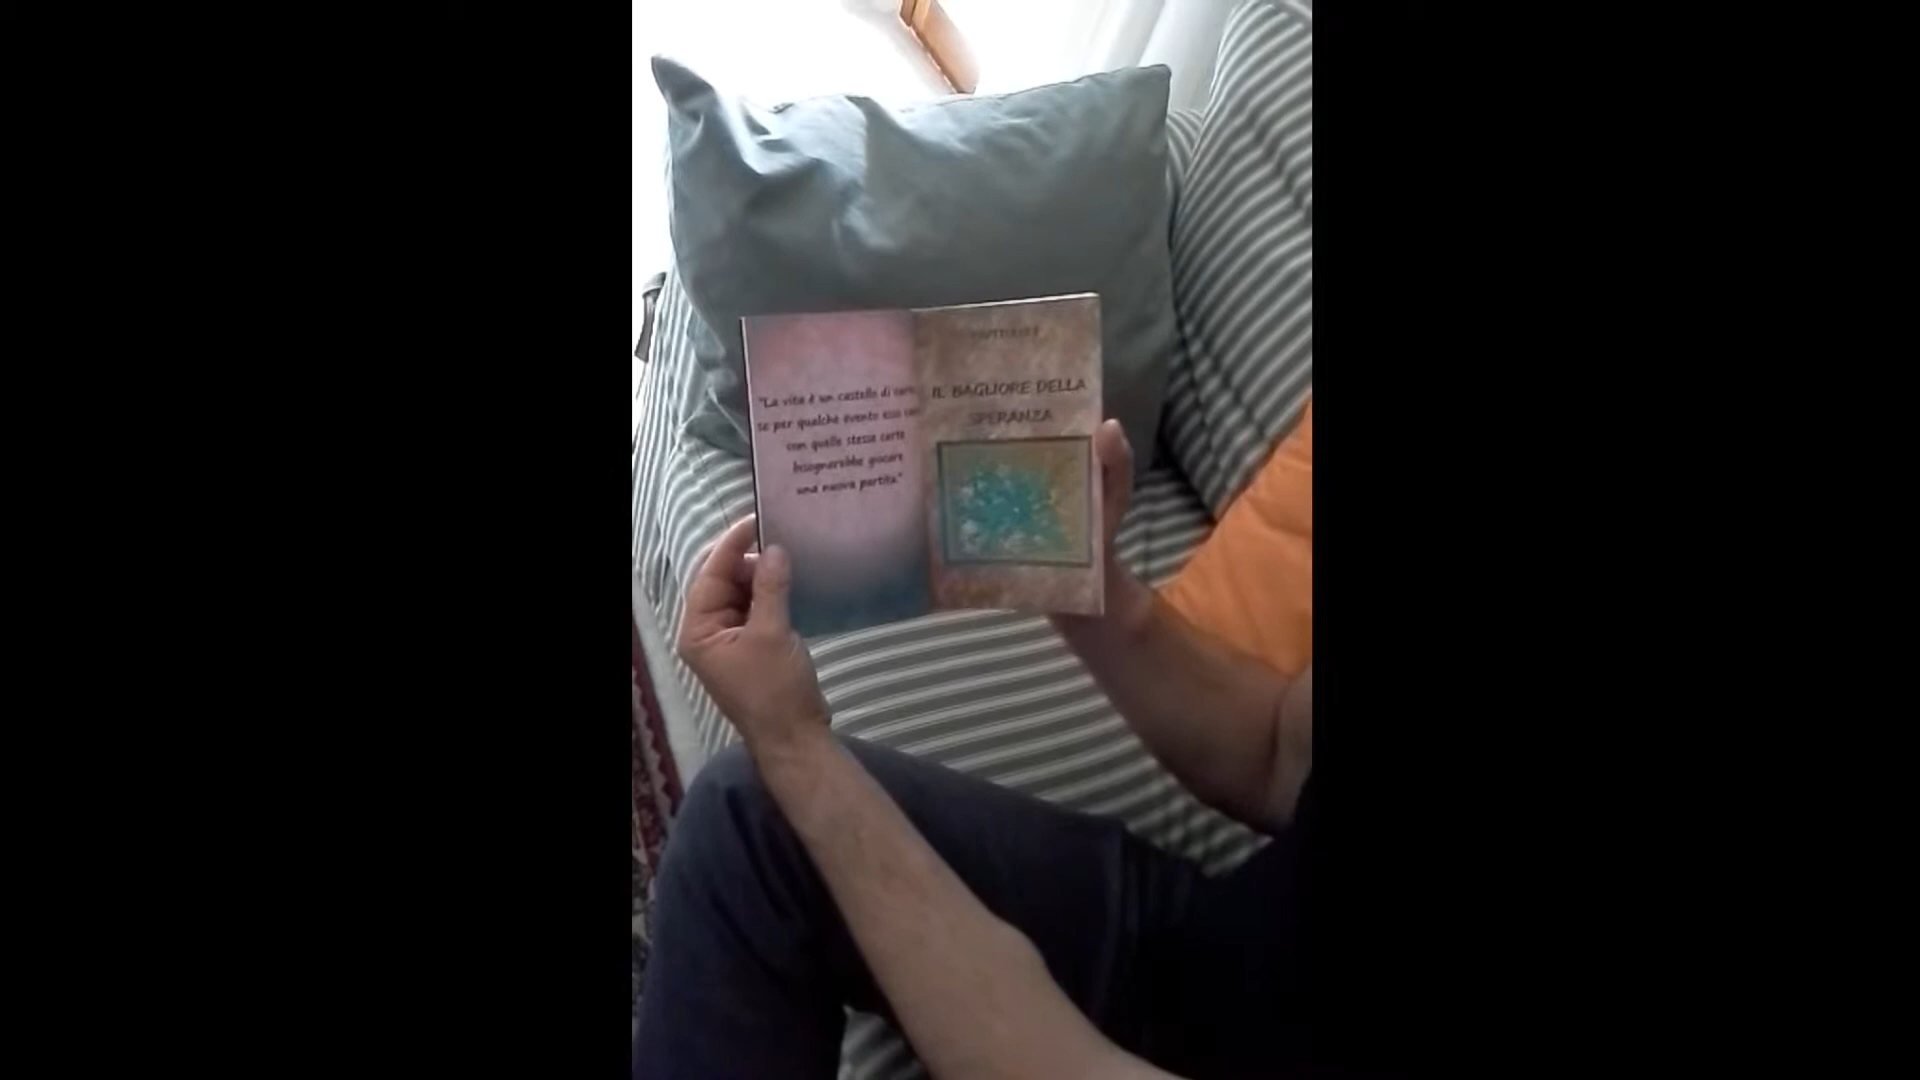 "La vita è un castello di carte
se per qualche evento esso
con quelle stesse carte
bisognerebbe giocare
una nuova partita."
IL BAGLIORE DELLA
SPERANZA